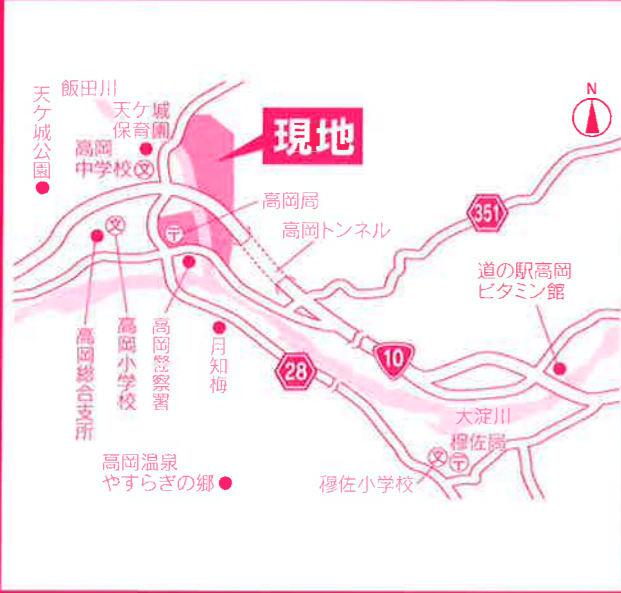 飯田川
天ケ城公園
天ケ城
保育園
高岡
中学校
文
現地
N
高岡局
〒
高岡トンネル
351
文
道の駅高岡
ビタミン館
高岡総合支所
高岡小学校
高岡警察署
月知梅
28
10
大淀川
穆佐局
文
〒
穆佐小学校
高岡温泉
やすらぎの郷